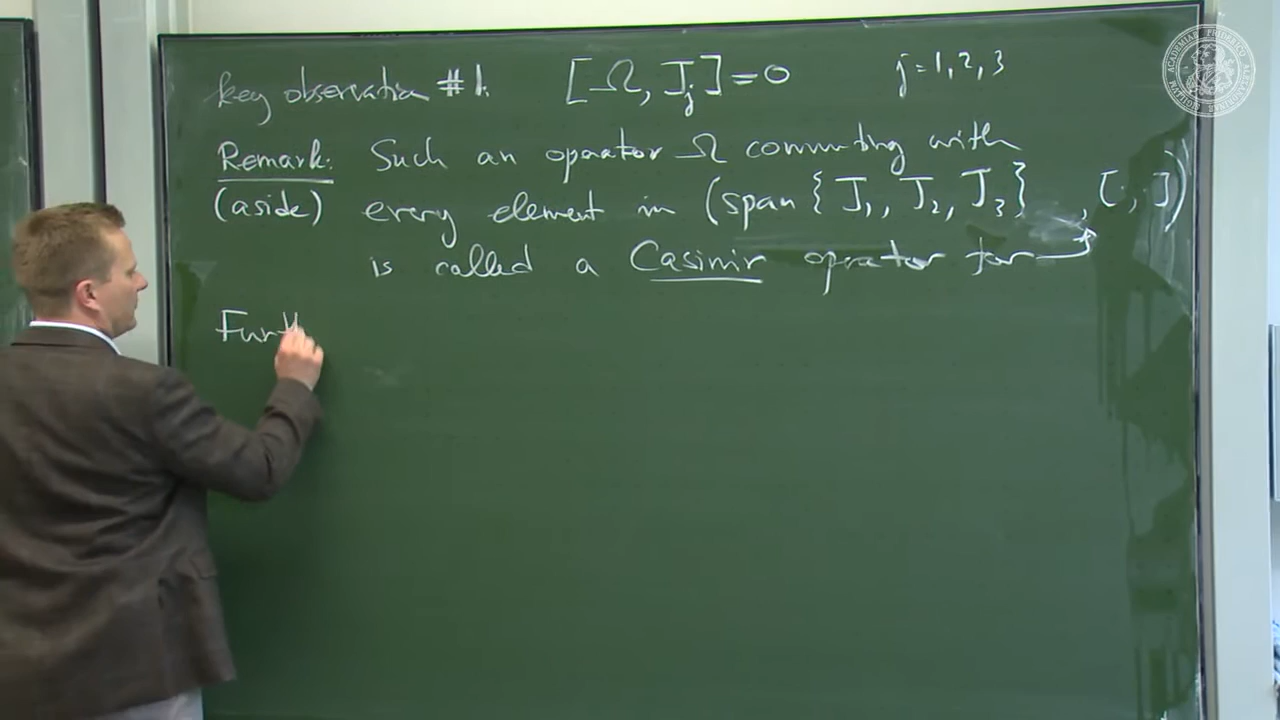 key observation #1. [Ω, J_j] = 0 j = 1, 2, 3
Remark: Such an operator Ω commuting with
(aside) every element in (span{J_1, J_2, J_3} , [·,·])
is called a Casimir operator for
Furth